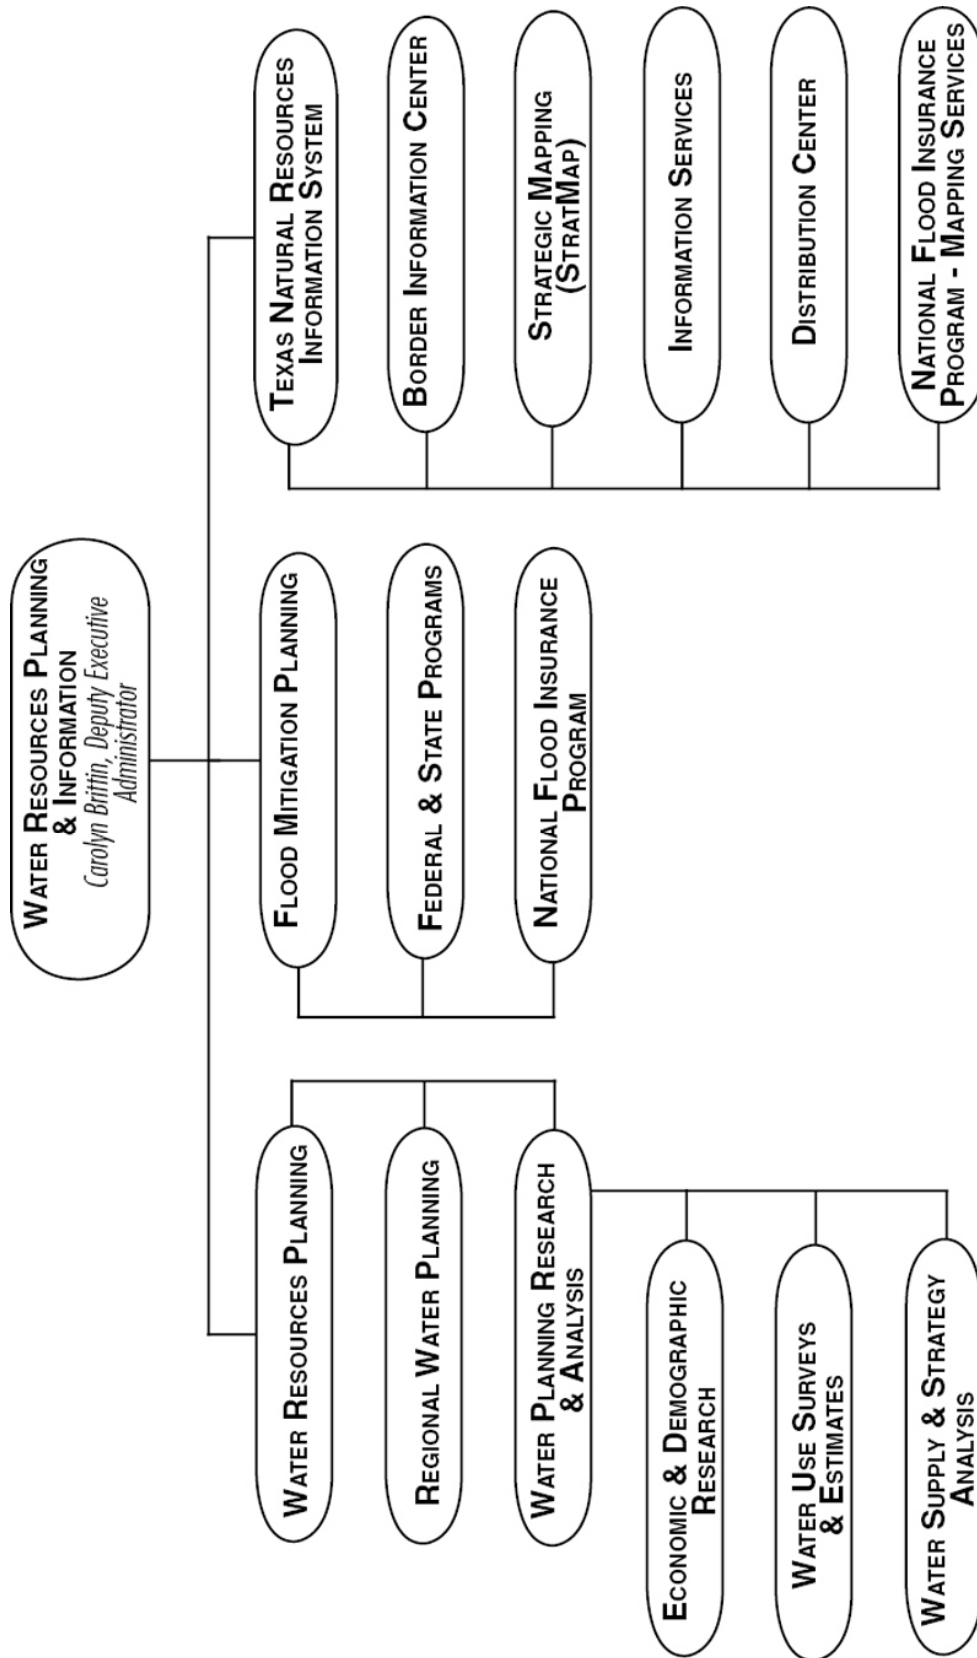 Water Resources Planning
& Information
Carolyn Brittin, Deputy Executive
Administrator
Water Resources Planning
Regional Water Planning
Water Planning Research
& Analysis
Economic & Demographic
Research
Water Use Surveys
& Estimates
Water Supply & Strategy
Analysis
Flood Mitigation Planning
Federal & State Programs
National Flood Insurance
Program
Texas Natural Resources
Information System
Border Information Center
Strategic Mapping
(StratMap)
Information Services
Distribution Center
National Flood Insurance
Program - Mapping Services